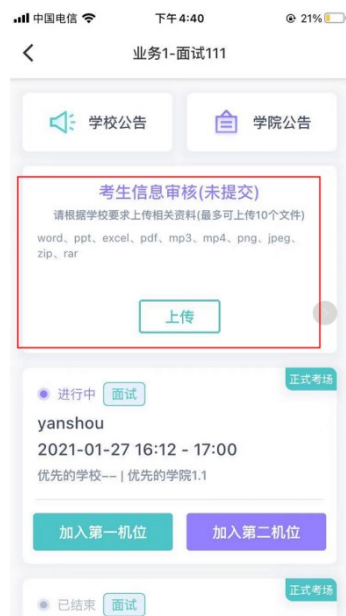 中国电信
下午4:40
21%
业务1-面试111
学校公告
学院公告
考生信息审核(未提交)
请根据学校要求上传相关资料(最多可上传10个文件)
word、ppt、excel、pdf、mp3、mp4、png、jpeg、
zip、rar
上传
正式考场
进行中 面试
yanshou
2021-01-27 16:12 - 17:00
优先的学校-- | 优先的学院1.1
加入第一机位
加入第二机位
正式考场
已结束 面试